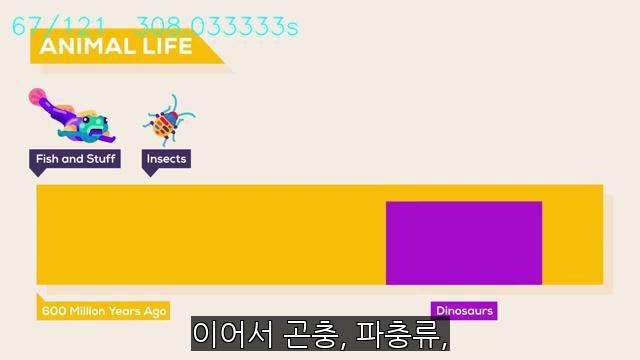 67/121 308.033333s
ANIMAL LIFE
Fish and Stuff
Insects
600 Million Years Ago
Dinosaurs
이어서 곤충, 파충류,